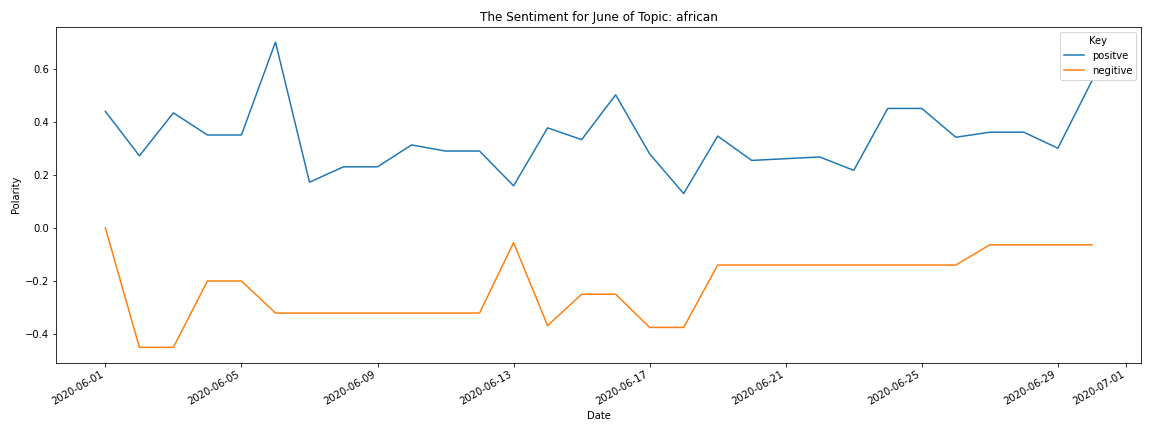 The Sentiment for June of Topic: african
Key
positve
negitive
Polarity
0.6
0.4
0.2
0.0
−0.2
−0.4
2020-06-01
2020-06-05
2020-06-09
2020-06-13
2020-06-17
2020-06-21
2020-06-25
2020-06-29
2020-07-01
Date